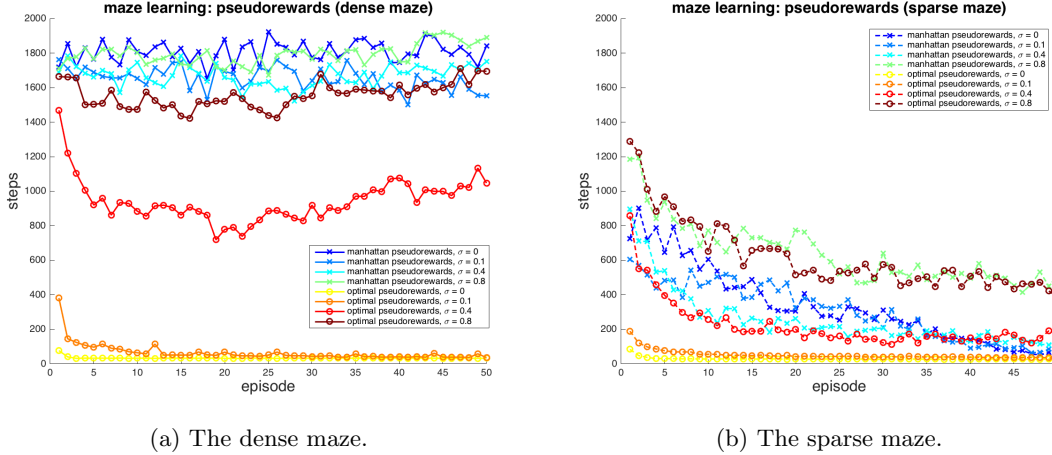 maze learning: pseudorewards (dense maze)
2000
1800
1600
1400
1200
1000
800
600
400
200
0
steps
0 5 10 15 20 25 30 35 40 45 50
episode
manhattan pseudorewards, σ = 0
manhattan pseudorewards, σ = 0.1
manhattan pseudorewards, σ = 0.4
manhattan pseudorewards, σ = 0.8
optimal pseudorewards, σ = 0
optimal pseudorewards, σ = 0.1
optimal pseudorewards, σ = 0.4
optimal pseudorewards, σ = 0.8
(a) The dense maze.
maze learning: pseudorewards (sparse maze)
2000
1800
1600
1400
1200
1000
800
600
400
200
0
steps
0 5 10 15 20 25 30 35 40 45
episode
manhattan pseudorewards, σ = 0
manhattan pseudorewards, σ = 0.1
manhattan pseudorewards, σ = 0.4
manhattan pseudorewards, σ = 0.8
optimal pseudorewards, σ = 0
optimal pseudorewards, σ = 0.1
optimal pseudorewards, σ = 0.4
optimal pseudorewards, σ = 0.8
(b) The sparse maze.